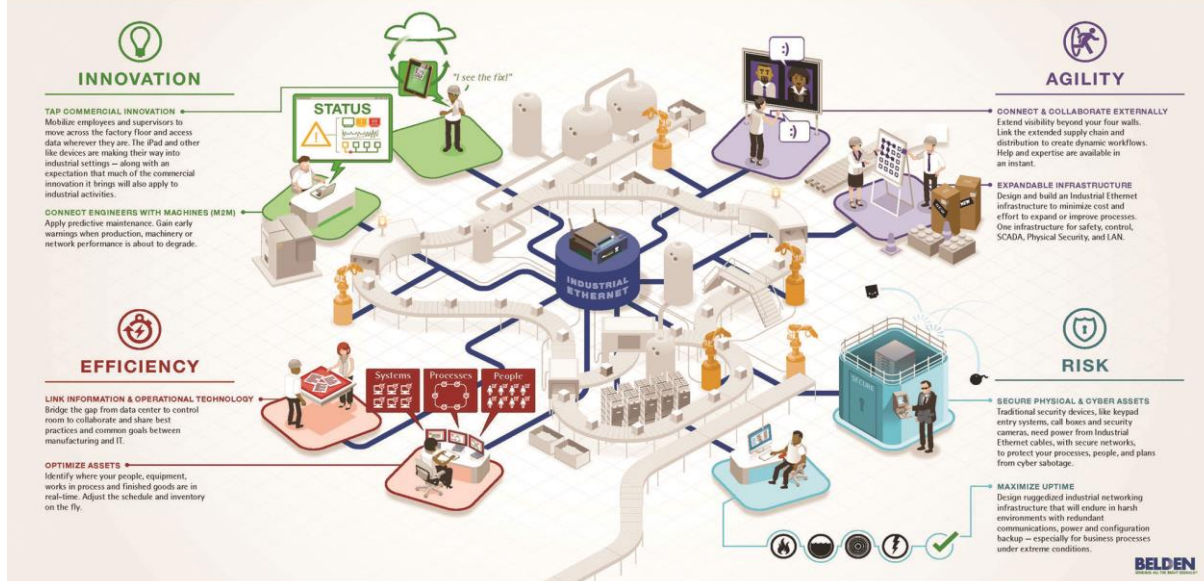 INNOVATION
TAP COMMERCIAL INNOVATION
Mobilize employees and supervisors to
move across the factory floor and access
data wherever they are. The iPad and other
like devices are making their way into
industrial settings — along with an
expectation that much of the commercial
innovation it brings will also apply to
industrial activities.
CONNECT ENGINEERS WITH MACHINES (M2M)
Apply predictive maintenance. Gain early
warnings when production, machinery or
network performance is about to degrade.
STATUS
"I see the fix!"
:)
:)
AGILITY
CONNECT & COLLABORATE EXTERNALLY
Extend visibility beyond your four walls.
Link the extended supply chain and
distribution to create dynamic workflows.
Help and expertise are available in
an instant.
EXPANDABLE INFRASTRUCTURE
Design and build an Industrial Ethernet
infrastructure to minimize cost and
effort to expand or improve processes.
One infrastructure for safety, control,
SCADA, Physical Security, and LAN.
INDUSTRIAL
ETHERNET
EFFICIENCY
LINK INFORMATION & OPERATIONAL TECHNOLOGY
Bridge the gap from data center to control
room to collaborate and share best
practices and common goals between
manufacturing and IT.
OPTIMIZE ASSETS
Identify where your people, equipment,
works in process and finished goods are in
real-time. Adjust the schedule and inventory
on the fly.
Systems
Processes
People
SECURE
RISK
SECURE PHYSICAL & CYBER ASSETS
Traditional security devices, like keypad
entry systems, call boxes and security
cameras, need power from Industrial
Ethernet cables, with secure networks,
to protect your processes, people, and plans
from cyber sabotage.
MAXIMIZE UPTIME
Design ruggedized industrial networking
infrastructure that will endure in harsh
environments with redundant
communications, power and configuration
backup — especially for business processes
under extreme conditions.
BELDEN